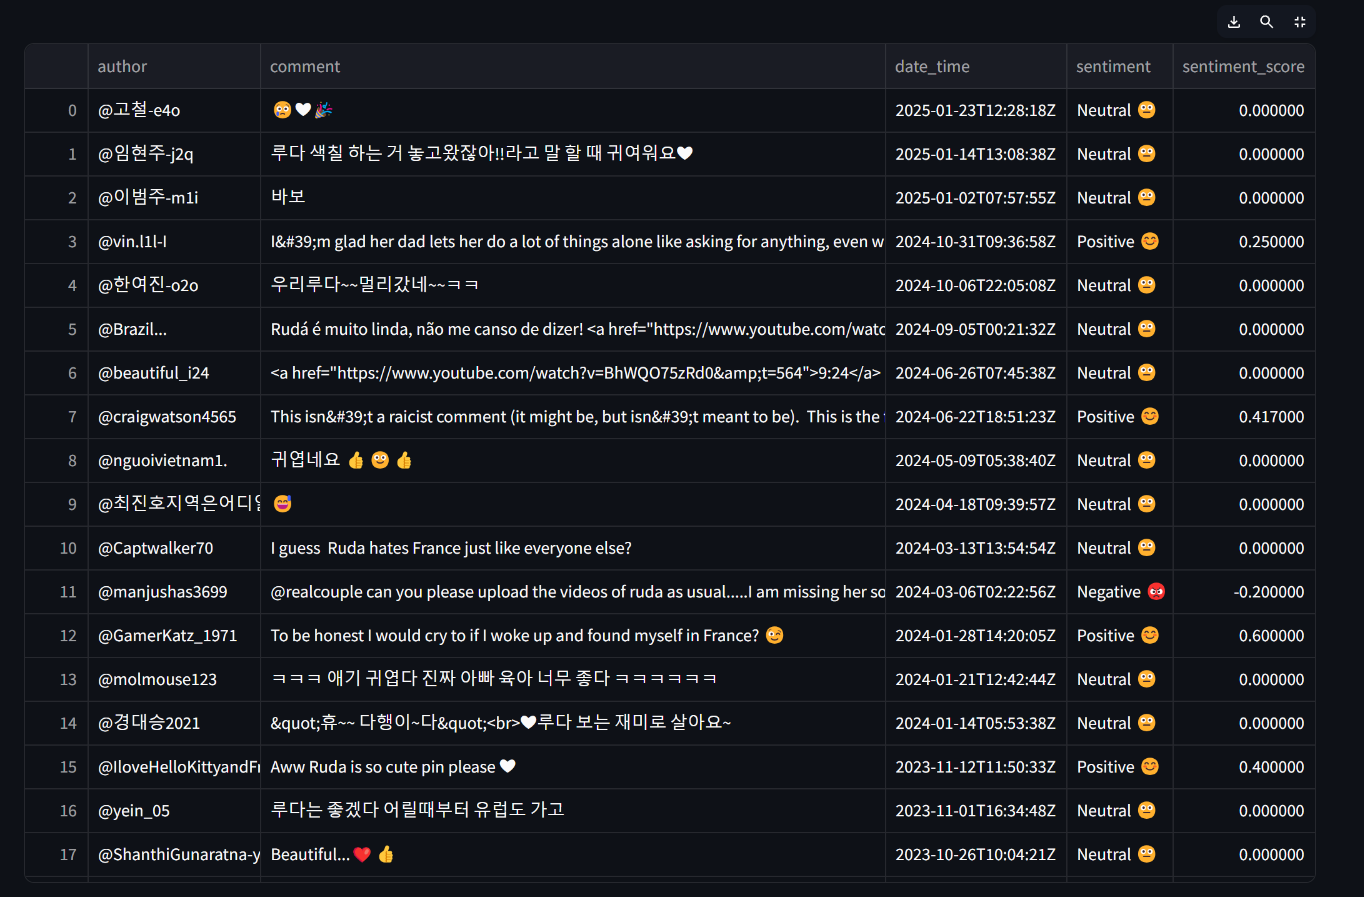 author comment date_time sentiment sentiment_score
0 @고철-e4o 😢🤍🎉 2025-01-23T12:28:18Z Neutral 😐 0.000000
1 @임현주-j2q 루다 색칠 하는 거 놓고왔잖아!!라고 말 할 때 귀여워요🤍 2025-01-14T13:08:38Z Neutral 😐 0.000000
2 @이범주-m1i 바보 2025-01-02T07:57:55Z Neutral 😐 0.000000
3 @vin.l1l-l I&#39;m glad her dad lets her do a lot of things alone like asking for anything, even w 2024-10-31T09:36:58Z Positive 😊 0.250000
4 @한여진-o2o 우리루다~~멀리갔네~~ㅋㅋ 2024-10-06T22:05:08Z Neutral 😐 0.000000
5 @Brazil... Rudá é muito linda, não me canso de dizer! <a href="https://www.youtube.com/watc 2024-09-05T00:21:32Z Neutral 😐 0.000000
6 @beautiful_i24 <a href="https://www.youtube.com/watch?v=BhWQO75zRd0&amp;t=564">9:24</a> 2024-06-26T07:45:38Z Neutral 😐 0.000000
7 @craigwatson4565 This isn&#39;t a raicist comment (it might be, but isn&#39;t meant to be).  This is the 2024-06-22T18:51:23Z Positive 😊 0.417000
8 @nguoivietnam1. 귀엽네요 👍 🙂 👍 2024-05-09T05:38:40Z Neutral 😐 0.000000
9 @최진호지역은어디일 😅 2024-04-18T09:39:57Z Neutral 😐 0.000000
10 @Captwalker70 I guess  Ruda hates France just like everyone else? 2024-03-13T13:54:54Z Neutral 😐 0.000000
11 @manjushas3699 @realcouple can you please upload the videos of ruda as usual.....I am missing her so 2024-03-06T02:22:56Z Negative 😡 -0.200000
12 @GamerKatz_1971 To be honest I would cry to if I woke up and found myself in France? 😉 2024-01-28T14:20:05Z Positive 😊 0.600000
13 @molmouse123 ㅋㅋㅋ 애기 귀엽다 진짜 아빠 육아 너무 좋다 ㅋㅋㅋㅋㅋㅋ 2024-01-21T12:42:44Z Neutral 😐 0.000000
14 @경대승2021 &quot;휴~~ 다행이~다&quot;<br>🤍루다 보는 재미로 살아요~ 2024-01-14T05:53:38Z Neutral 😐 0.000000
15 @IloveHelloKittyandFr Aww Ruda is so cute pin please 🤍 2023-11-12T11:50:33Z Positive 😊 0.400000
16 @yein_05 루다는 좋겠다 어릴때부터 유럽도 가고 2023-11-01T16:34:48Z Neutral 😐 0.000000
17 @ShanthiGunaratna-y Beautiful... ❤️ 👍 2023-10-26T10:04:21Z Neutral 😐 0.000000